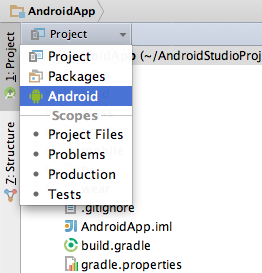 AndroidApp
1: Project
Project
App (~/AndroidStudioProj
Project
Packages
Android
Scopes
Project Files
Problems
Production
Tests
Z: Structure
.gitignore
AndroidApp.iml
build.gradle
gradle.properties